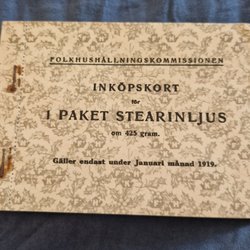 FOLKHUSHÅLLNINGSKOMMISSIONEN
INKÖPSKORT
för
1 PAKET STEARINLJUS
om 425 gram.
Gäller endast under Januari månad 1919.